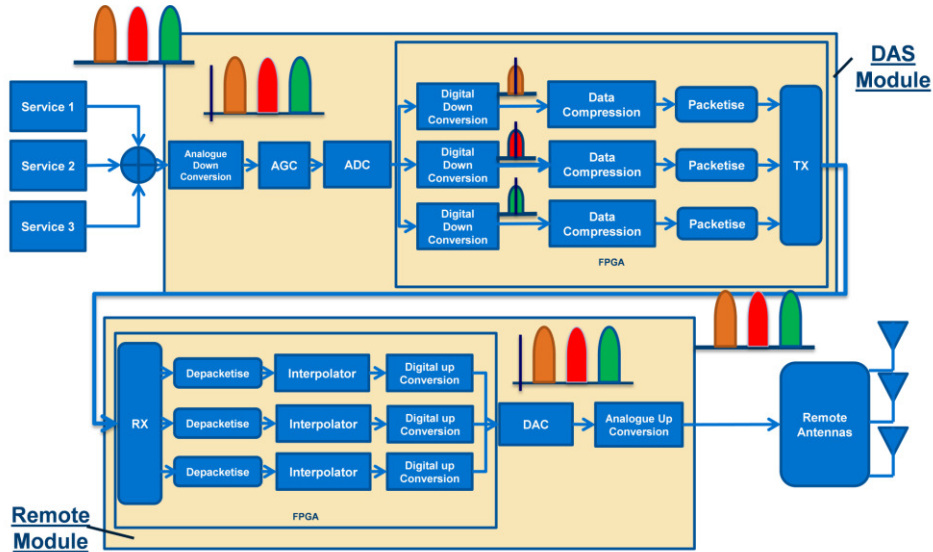 DAS
Module
Service 1
Service 2
Service 3
Analogue
Down
Conversion
AGC
ADC
Digital
Down
Conversion
Data
Compression
Packetise
Digital
Down
Conversion
Data
Compression
Packetise
Digital
Down
Conversion
Data
Compression
Packetise
TX
FPGA
RX
Depacketise
Interpolator
Digital up
Conversion
Depacketise
Interpolator
Digital up
Conversion
Depacketise
Interpolator
Digital up
Conversion
FPGA
DAC
Analogue Up
Conversion
Remote
Antennas
Remote
Module